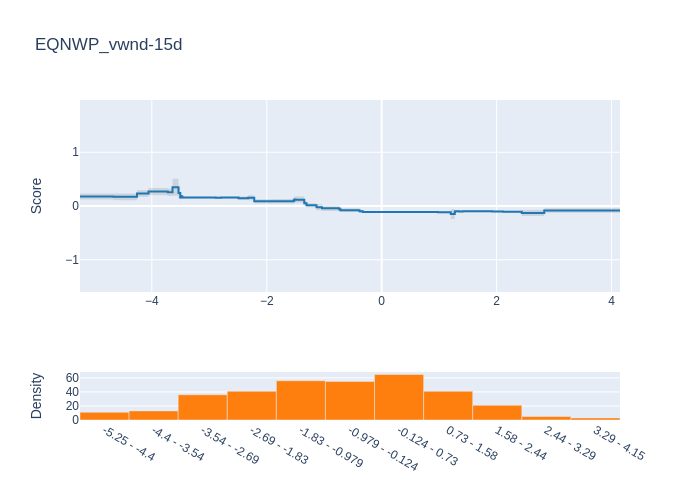 EQNWP_vwnd-15d
Score
1
0
−1
−4
−2
0
2
4
Density
60
40
20
0
-5.25 - -4.4
-4.4 - -3.54
-3.54 - -2.69
-2.69 - -1.83
-1.83 - -0.979
-0.979 - -0.124
-0.124 - 0.73
0.73 - 1.58
1.58 - 2.44
2.44 - 3.29
3.29 - 4.15